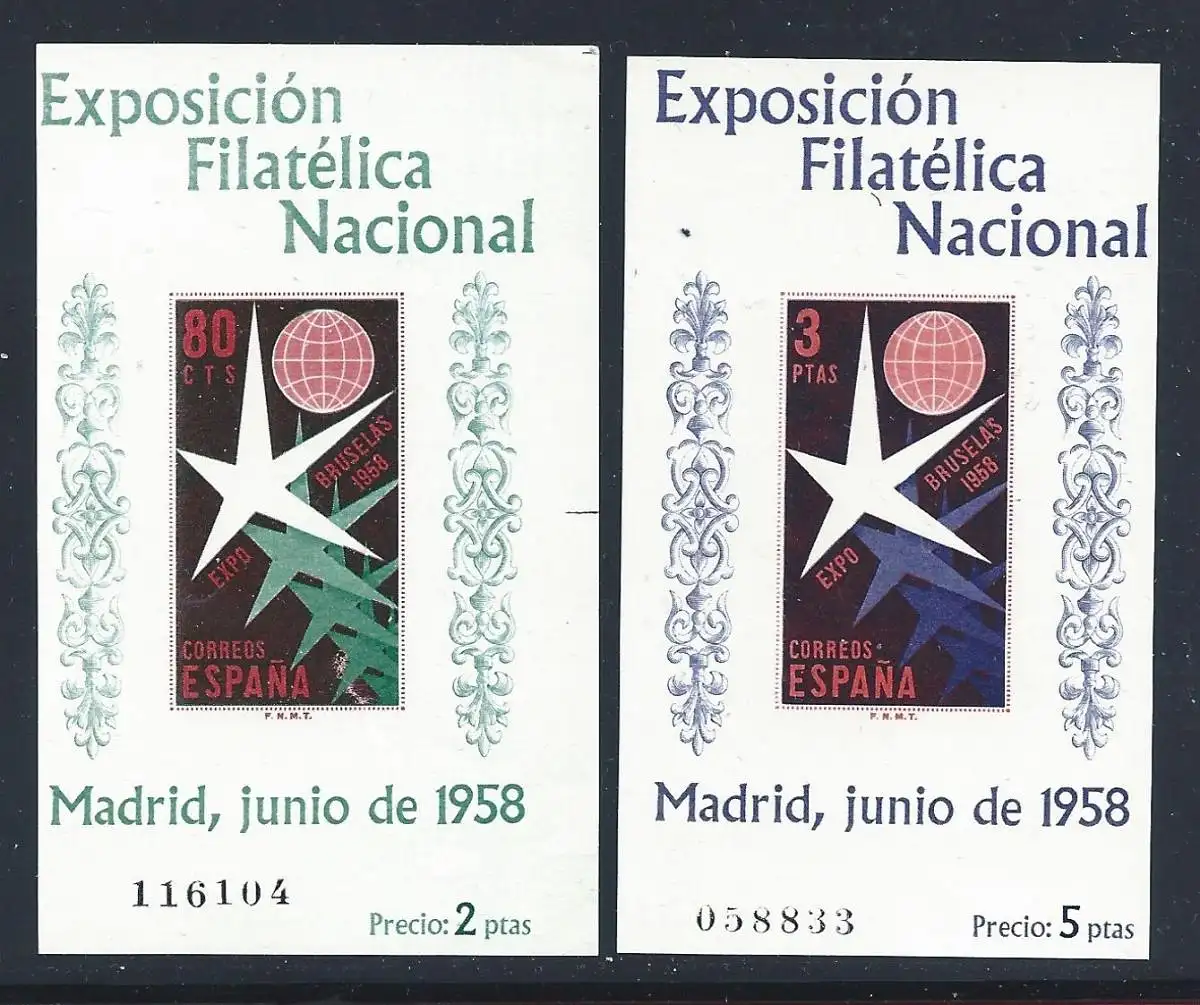 Exposición
Filatélica
Nacional
80
CTS
BRUSELAS
1958
EXPO
CORREOS
ESPAÑA
F.N.M.T.
Madrid, junio de 1958
116104
Precio: 2 ptas
Exposición
Filatélica
Nacional
3
PTAS
BRUSELAS
1958
EXPO
CORREOS
ESPAÑA
F.N.M.T.
Madrid, junio de 1958
058833
Precio: 5 ptas